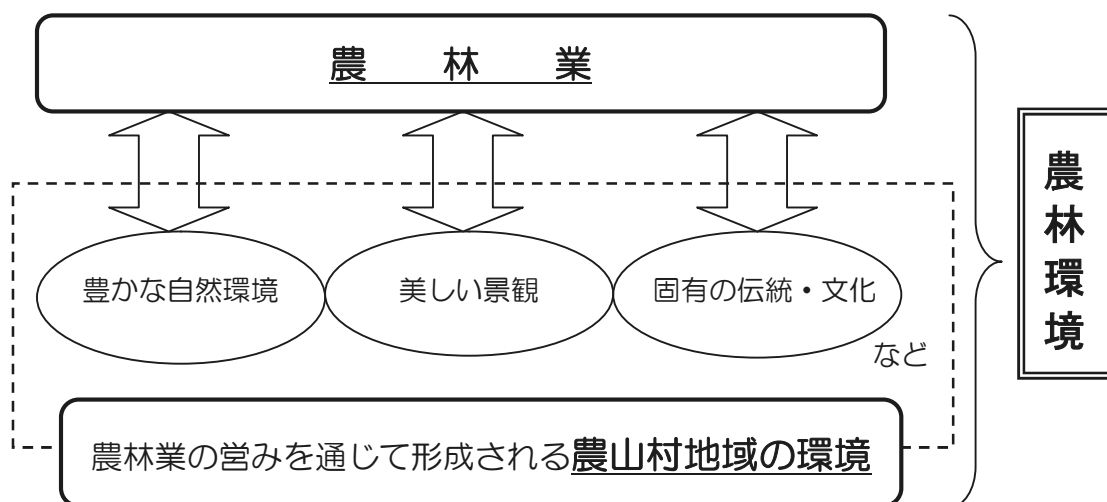 農　林　業
豊かな自然環境
美しい景観
固有の伝統・文化
など
農林業の営みを通じて形成される農山村地域の環境
農林環境